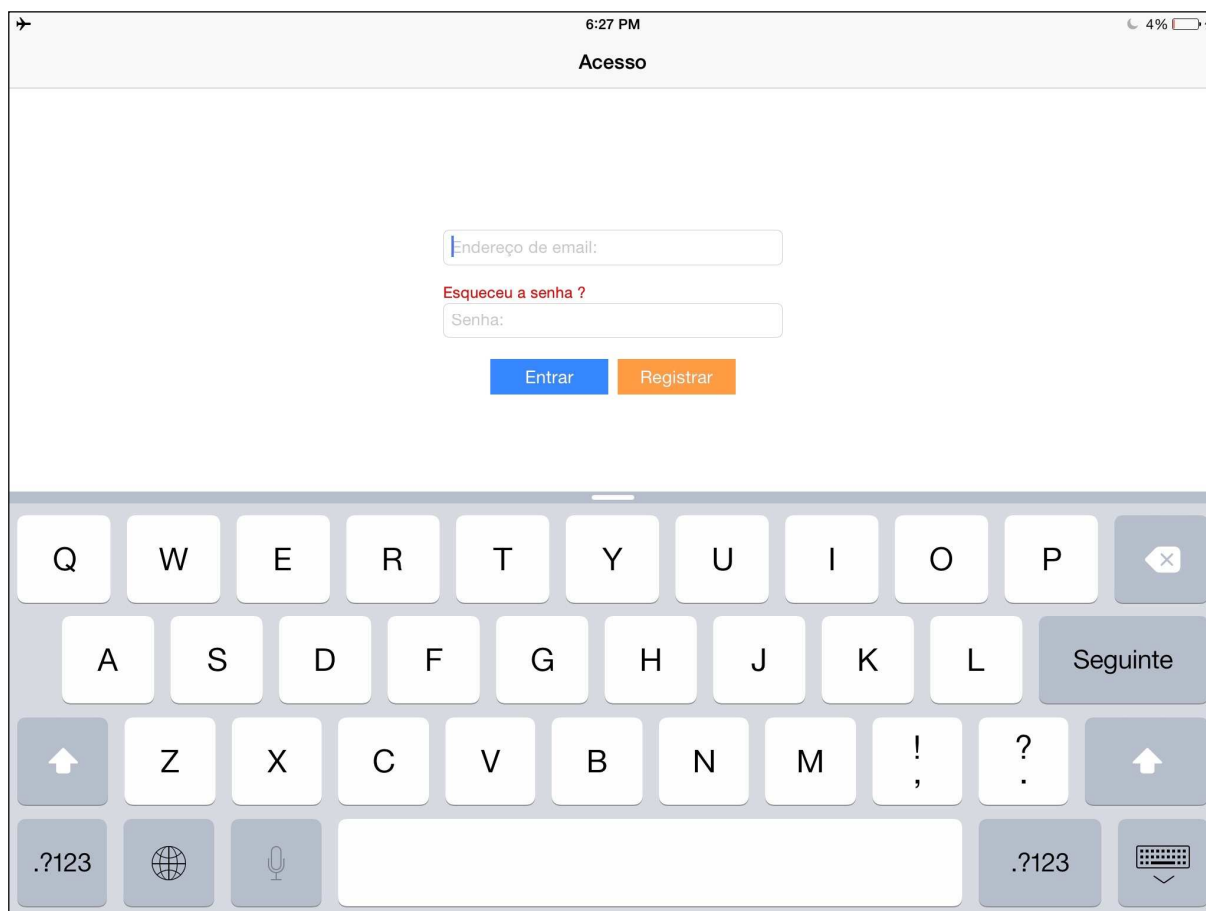 6:27 PM
4%
Acesso
Endereço de email:
Esqueceu a senha ?
Senha:
Entrar Registrar
Q W E R T Y U I O P
A S D F G H J K L Seguinte
Z X C V B N M ! , ? .
.?123 .?123